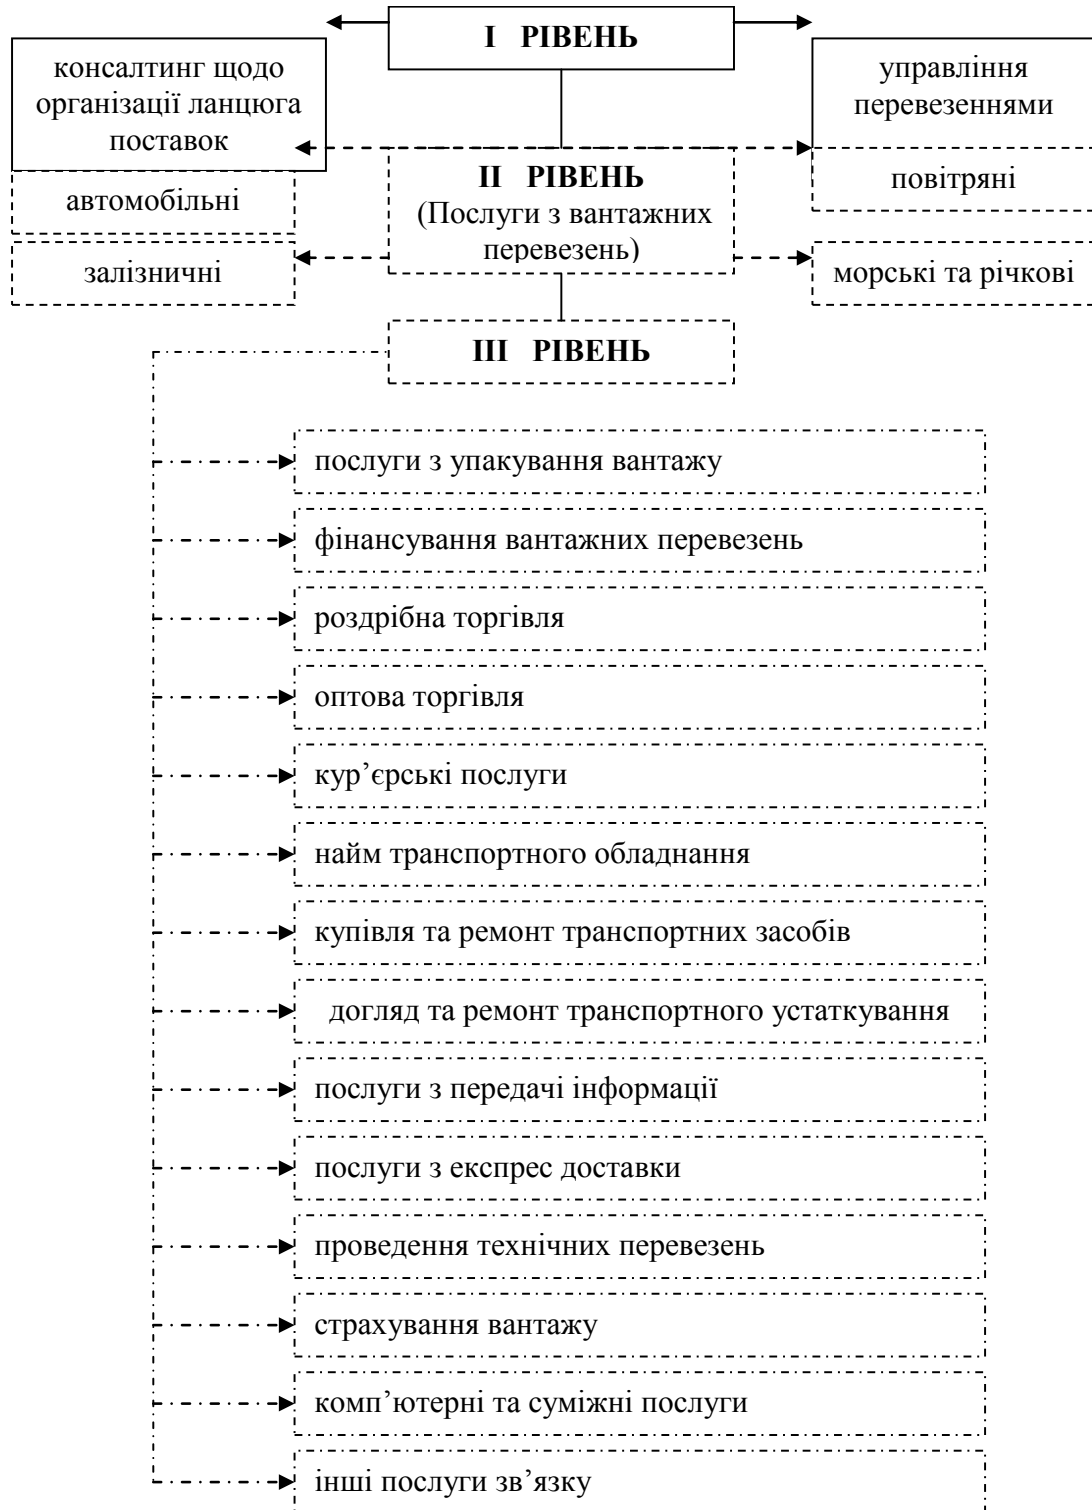 І РІВЕНЬ
консалтинг щодо
організації ланцюга
поставок
управління
перевезеннями
ІІ РІВЕНЬ
(Послуги з вантажних
перевезень)
автомобільні
повітряні
залізничні
морські та річкові
ІІІ РІВЕНЬ
послуги з упакування вантажу
фінансування вантажних перевезень
роздрібна торгівля
оптова торгівля
кур’єрські послуги
найм транспортного обладнання
купівля та ремонт транспортних засобів
догляд та ремонт транспортного устаткування
послуги з передачі інформації
послуги з експрес доставки
проведення технічних перевезень
страхування вантажу
комп’ютерні та суміжні послуги
інші послуги зв’язку